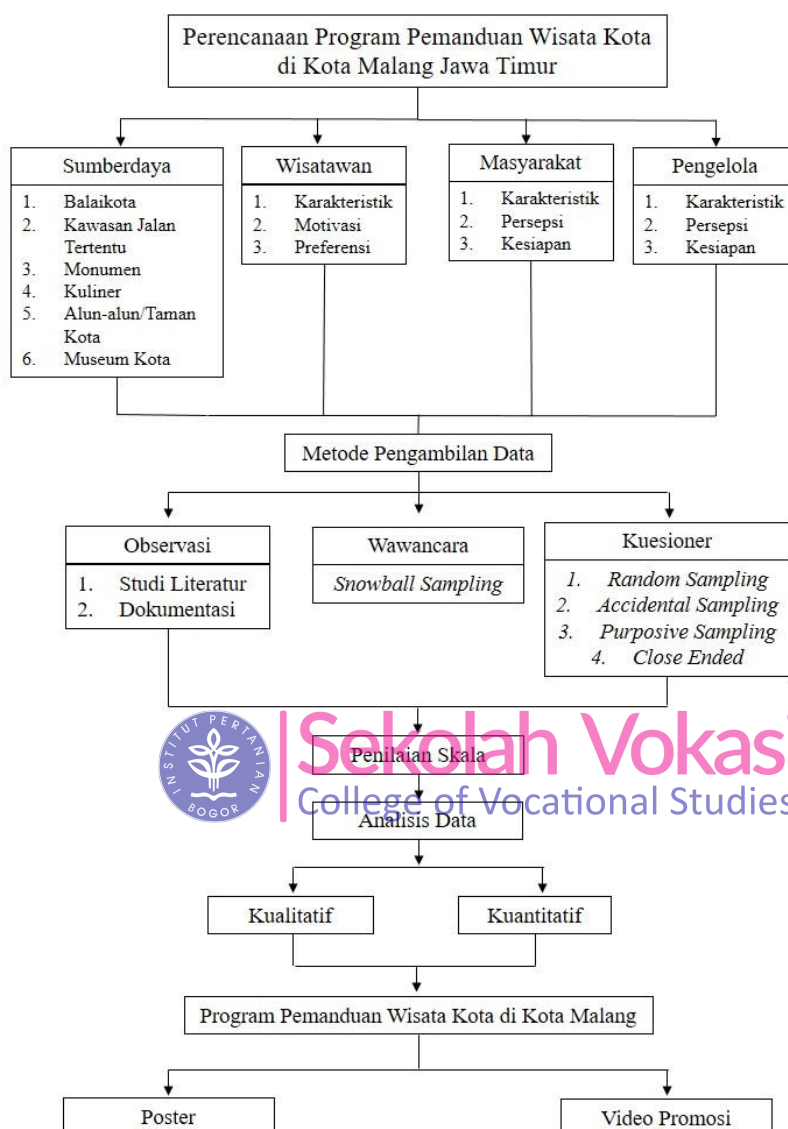 Perencanaan Program Pemanduan Wisata Kota
di Kota Malang Jawa Timur
Sumberdaya
1. Balaikota
2. Kawasan Jalan
Tertentu
3. Monumen
4. Kuliner
5. Alun-alun/Taman
Kota
6. Museum Kota
Wisatawan
1. Karakteristik
2. Motivasi
3. Preferensi
Masyarakat
1. Karakteristik
2. Persepsi
3. Kesiapan
Pengelola
1. Karakteristik
2. Persepsi
3. Kesiapan
Metode Pengambilan Data
Observasi
1. Studi Literatur
2. Dokumentasi
Wawancara
Snowball Sampling
Kuesioner
1. Random Sampling
2. Accidental Sampling
3. Purposive Sampling
4. Close Ended
INSTITUT PERTANIAN
BOGOR
Sekolah Vokasi
College of Vocational Studies
Penilaian Skala
Analisis Data
Kualitatif
Kuantitatif
Program Pemanduan Wisata Kota di Kota Malang
Poster
Video Promosi